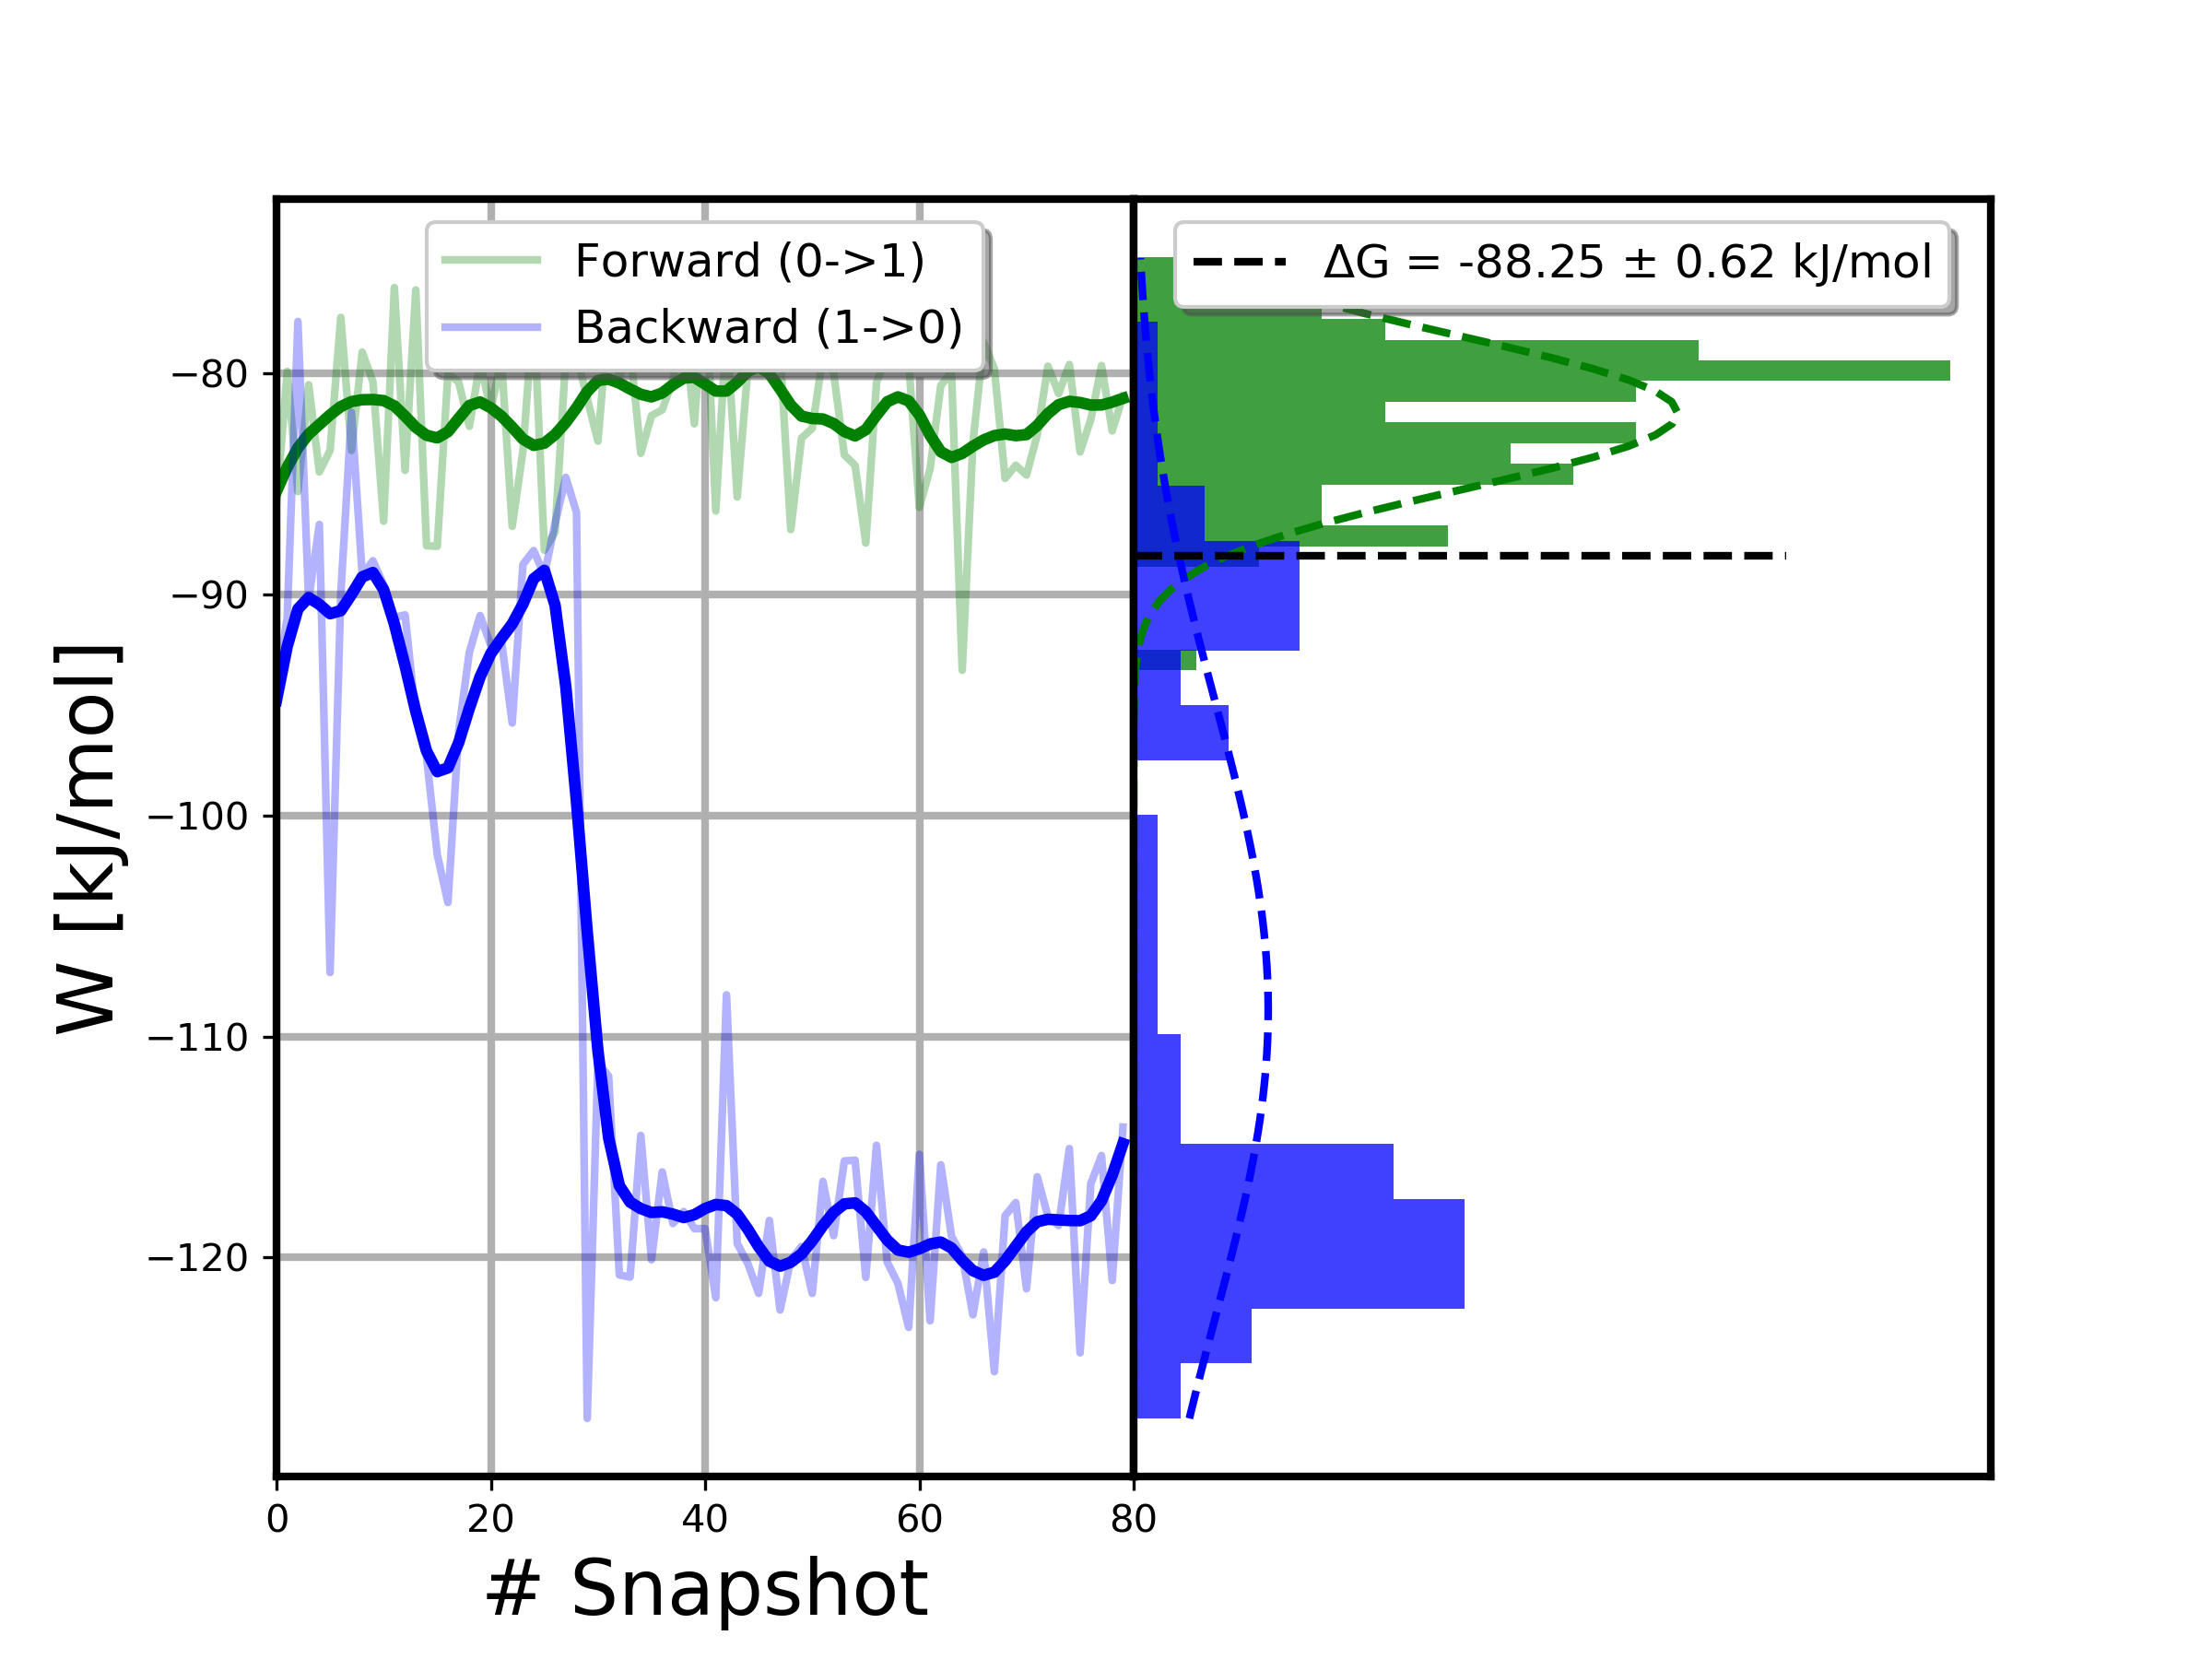 Forward (0->1)
Backward (1->0)
ΔG = -88.25 ± 0.62 kJ/mol
W [kJ/mol]
−80
−90
−100
−110
−120
0 20 40 60 80
# Snapshot